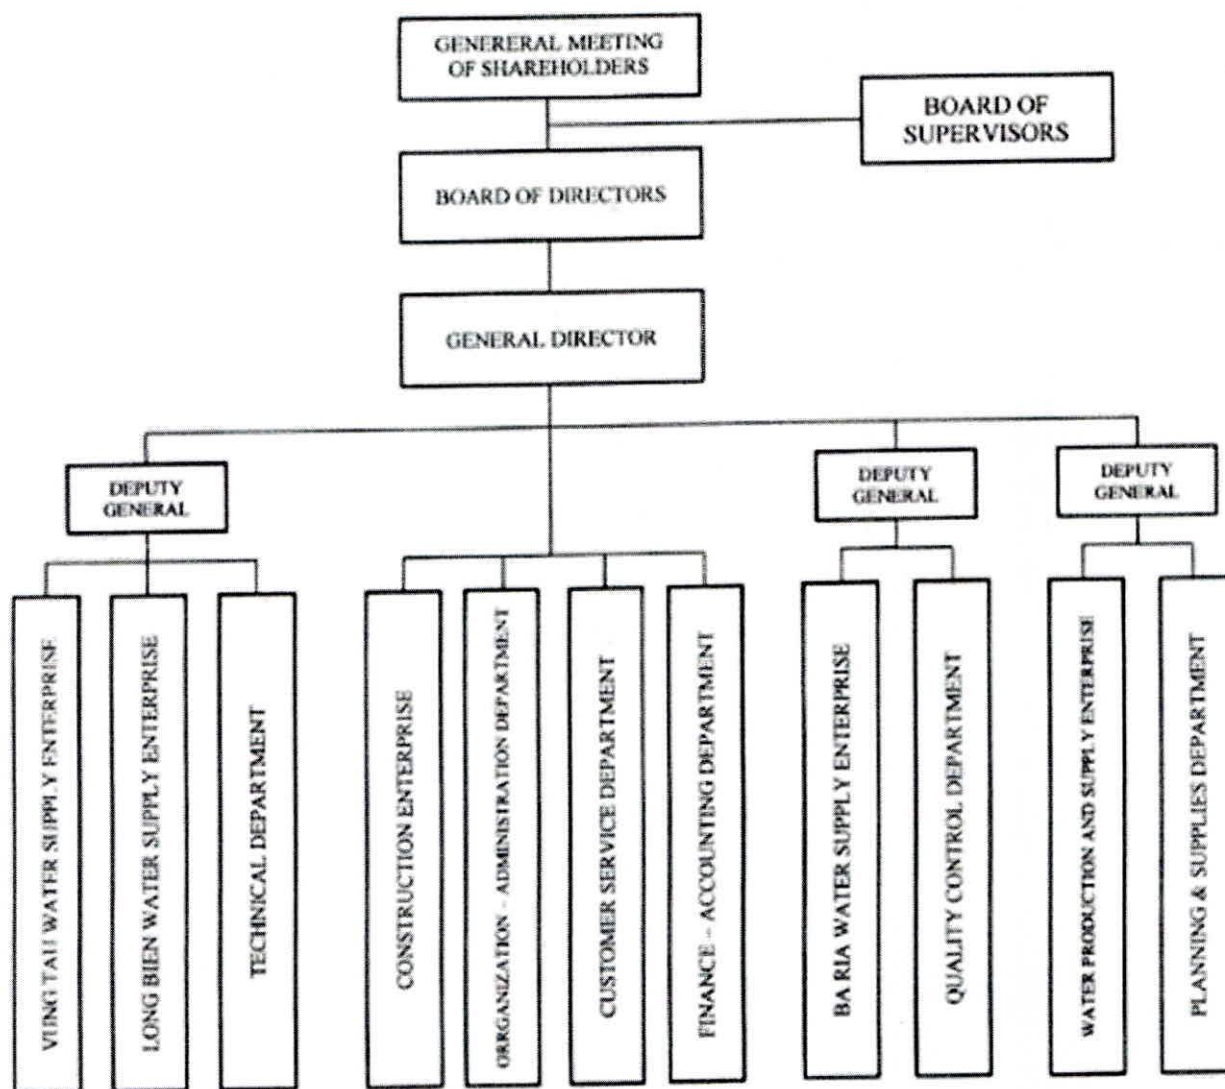 GENERERAL MEETING
OF SHAREHOLDERS
BOARD OF
SUPERVISORS
BOARD OF DIRECTORS
GENERAL DIRECTOR
DEPUTY
GENERAL
DEPUTY
GENERAL
DEPUTY
GENERAL
VUNG TAU WATER SUPPLY ENTERPRISE
LONG BIEN WATER SUPPLY ENTERPRISE
TECHNICAL DEPARTMENT
CONSTRUCTION ENTERPRISE
ORRGANIZATION - ADMINISTRATION DEPARTMENT
CUSTOMER SERVICE DEPARTMENT
FINANCE – ACCOUNTING DEPARTMENT
BA RIA WATER SUPPLY ENTERPRISE
QUALITY CONTROL DEPARTMENT
WATER PRODUCTION AND SUPPLY ENTERPRISE
PLANNING & SUPPLIES DEPARTMENT